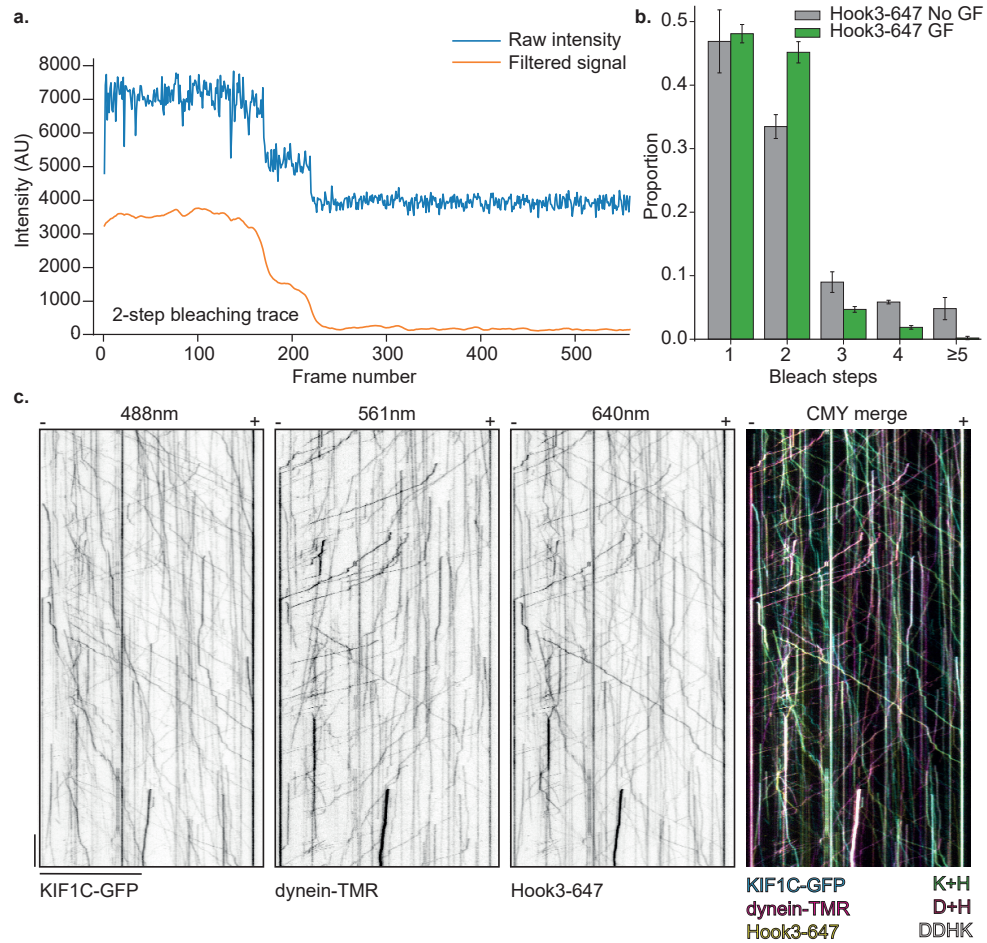 a.
Raw intensity
Filtered signal
8000
7000
6000
5000
4000
3000
2000
1000
0
Intensity (AU)
2-step bleaching trace
0 100 200 300 400 500
Frame number
b.
Hook3-647 No GF
Hook3-647 GF
0.5
0.4
0.3
0.2
0.1
0.0
Proportion
1 2 3 4 ≥5
Bleach steps
c.
488nm
- +
561nm
- +
640nm
- +
CMY merge
- +
KIF1C-GFP
dynein-TMR
Hook3-647
KIF1C-GFP K+H
dynein-TMR D+H
Hook3-647 DDHK